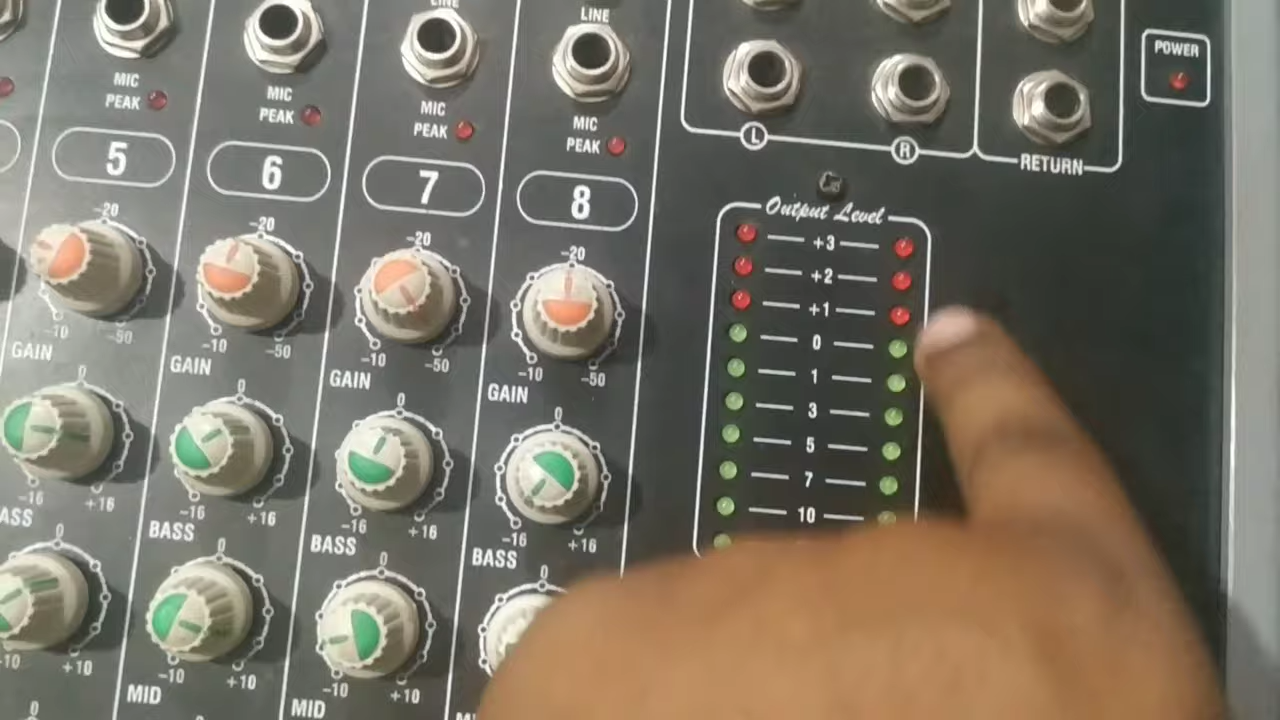 LINE
LINE
MIC
PEAK
MIC
PEAK
MIC
PEAK
MIC
PEAK
5
6
7
8
-20
-20
-20
-20
-10
-50
-10
-50
-10
-50
-10
-50
GAIN
GAIN
GAIN
GAIN
0
0
0
0
-16
+16
-16
+16
-16
+16
-16
+16
ASS
BASS
BASS
BASS
0
0
0
0
-10
+10
-10
+10
-10
+10
MID
MID
0
L
R
RETURN
POWER
Output Level
+3
+2
+1
0
1
3
5
7
10